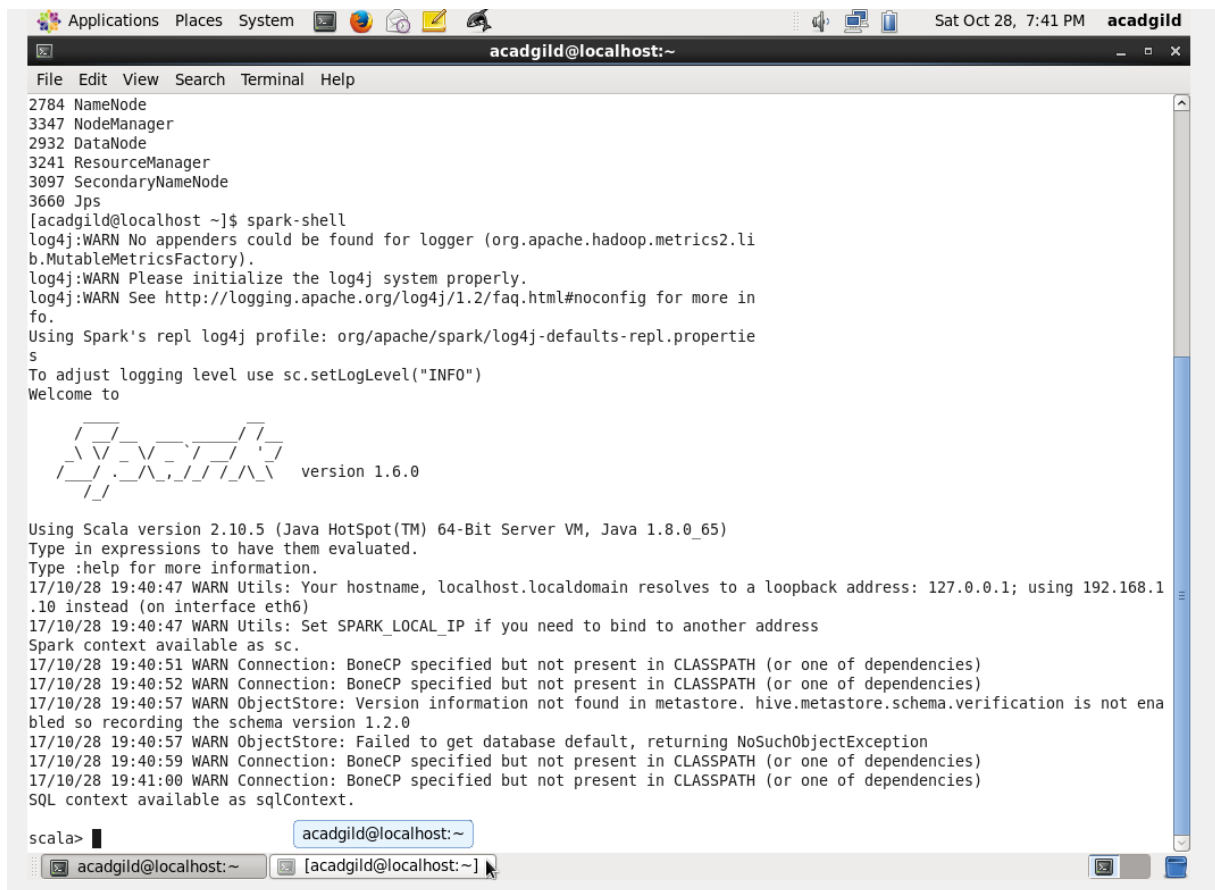 Applications Places System Sat Oct 28, 7:41 PM acadgild
acadgild@localhost:~
File Edit View Search Terminal Help
2784 NameNode
3347 NodeManager
2932 DataNode
3241 ResourceManager
3097 SecondaryNameNode
3660 Jps
[acadgild@localhost ~]$ spark-shell
log4j:WARN No appenders could be found for logger (org.apache.hadoop.metrics2.li
b.MutableMetricsFactory).
log4j:WARN Please initialize the log4j system properly.
log4j:WARN See http://logging.apache.org/log4j/1.2/faq.html#noconfig for more in
fo.
Using Spark's repl log4j profile: org/apache/spark/log4j-defaults-repl.propertie
s
To adjust logging level use sc.setLogLevel("INFO")
Welcome to
Spark version 1.6.0
Using Scala version 2.10.5 (Java HotSpot(TM) 64-Bit Server VM, Java 1.8.0_65)
Type in expressions to have them evaluated.
Type :help for more information.
17/10/28 19:40:47 WARN Utils: Your hostname, localhost.localdomain resolves to a loopback address: 127.0.0.1; using 192.168.1
.10 instead (on interface eth6)
17/10/28 19:40:47 WARN Utils: Set SPARK_LOCAL_IP if you need to bind to another address
Spark context available as sc.
17/10/28 19:40:51 WARN Connection: BoneCP specified but not present in CLASSPATH (or one of dependencies)
17/10/28 19:40:52 WARN Connection: BoneCP specified but not present in CLASSPATH (or one of dependencies)
17/10/28 19:40:57 WARN ObjectStore: Version information not found in metastore. hive.metastore.schema.verification is not ena
bled so recording the schema version 1.2.0
17/10/28 19:40:57 WARN ObjectStore: Failed to get database default, returning NoSuchObjectException
17/10/28 19:40:59 WARN Connection: BoneCP specified but not present in CLASSPATH (or one of dependencies)
17/10/28 19:41:00 WARN Connection: BoneCP specified but not present in CLASSPATH (or one of dependencies)
SQL context available as sqlContext.
scala>
acadgild@localhost:~
acadgild@localhost:~ [acadgild@localhost:~]